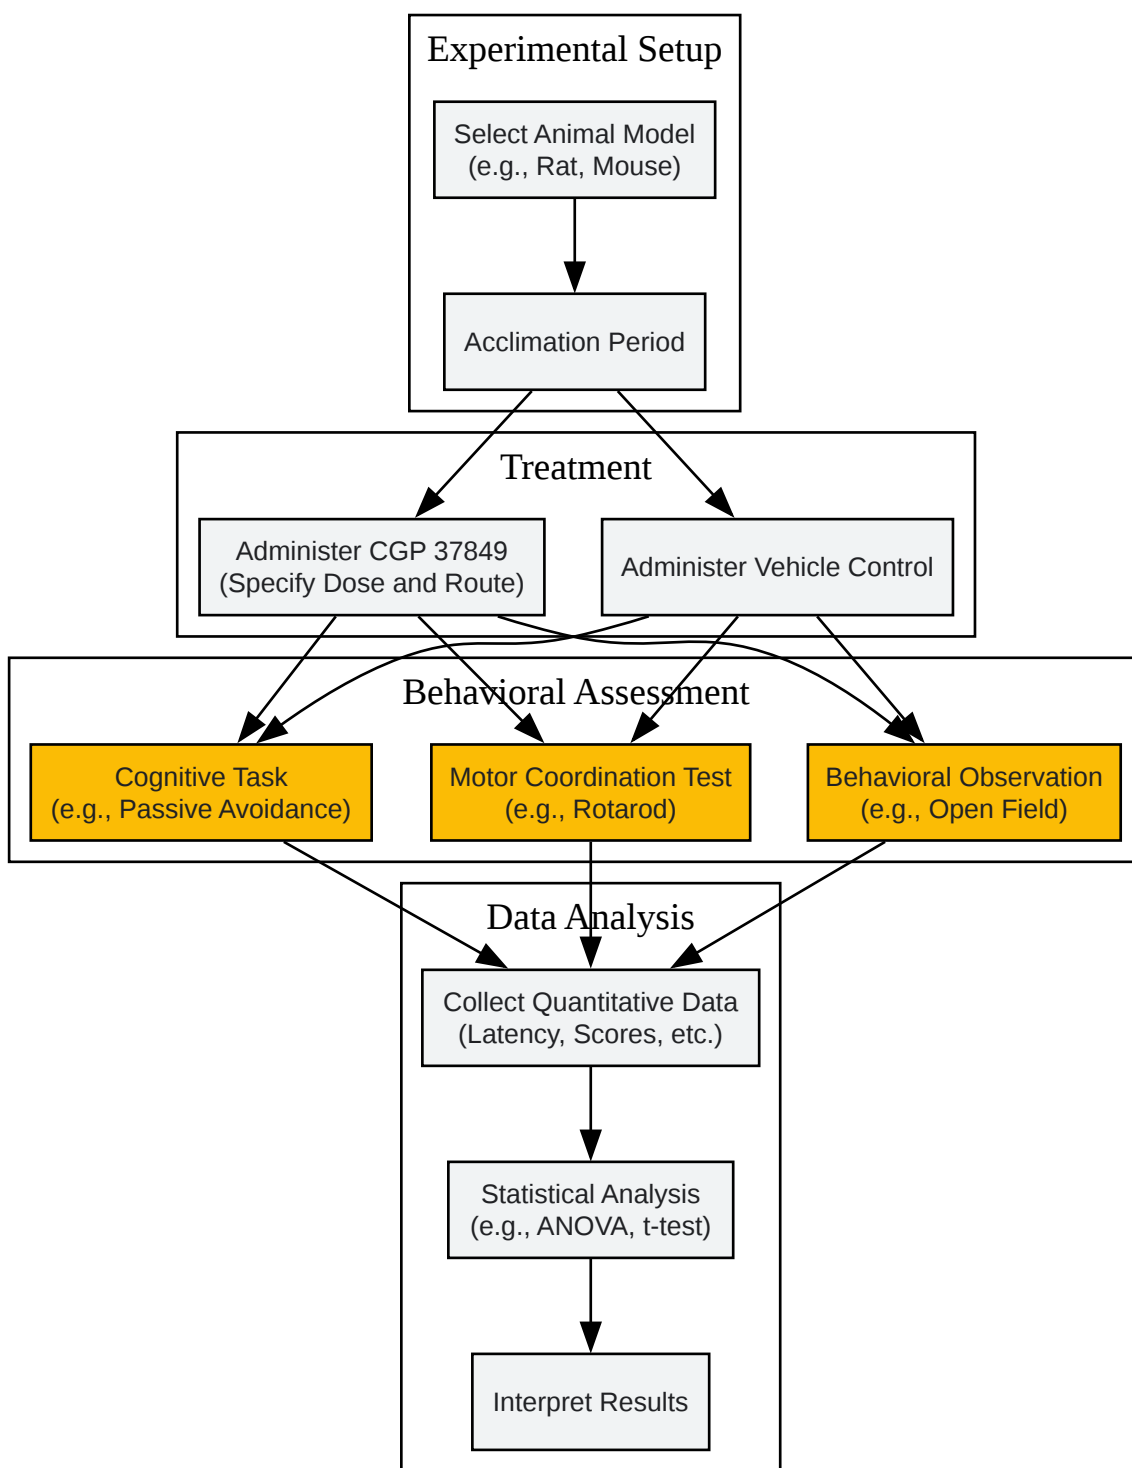 Experimental Setup
Select Animal Model
(e.g., Rat, Mouse)
Acclimation Period
Treatment
Administer CGP 37849
(Specify Dose and Route)
Administer Vehicle Control
Behavioral Assessment
Cognitive Task
(e.g., Passive Avoidance)
Motor Coordination Test
(e.g., Rotarod)
Behavioral Observation
(e.g., Open Field)
Data Analysis
Collect Quantitative Data
(Latency, Scores, etc.)
Statistical Analysis
(e.g., ANOVA, t-test)
Interpret Results